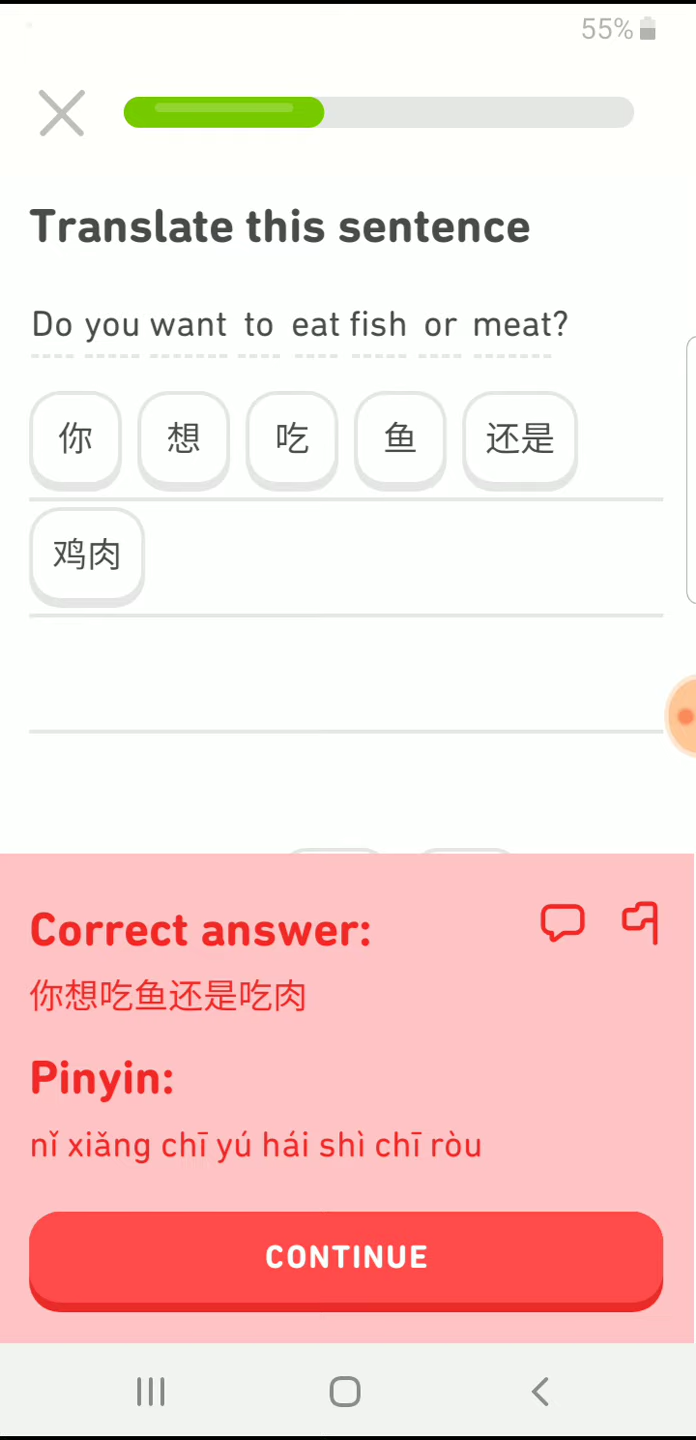 55%
Translate this sentence
Do you want to eat fish or meat?
你 想 吃 鱼 还是
鸡肉
Correct answer:
你想吃鱼还是吃肉
Pinyin:
nǐ xiǎng chī yú hái shì chī ròu
CONTINUE